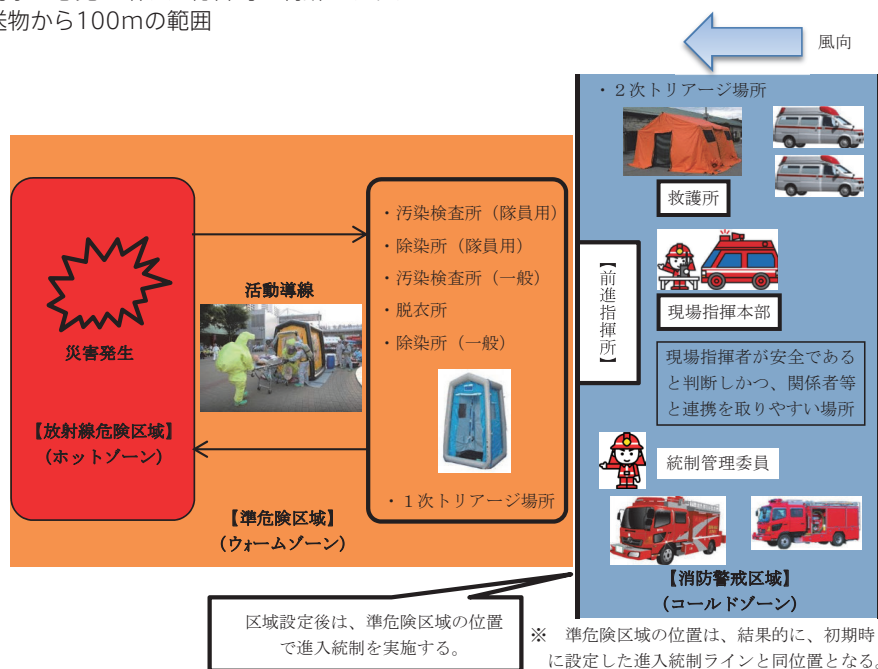 送物から100mの範囲
風向
・２次トリアージ場所
救護所
【前進指揮所】
現場指揮本部
現場指揮者が安全である
と判断しかつ、関係者等
と連携を取りやすい場所
統制管理委員
【消防警戒区域】
（コールドゾーン）
・汚染検査所（隊員用）
・除染所（隊員用）
・汚染検査所（一般）
・脱衣所
・除染所（一般）
・１次トリアージ場所
活動導線
災害発生
【放射線危険区域】
（ホットゾーン）
【準危険区域】
（ウォームゾーン）
区域設定後は、準危険区域の位置
で進入統制を実施する。
※　準危険区域の位置は、結果的に、初期時
に設定した進入統制ラインと同位置となる。